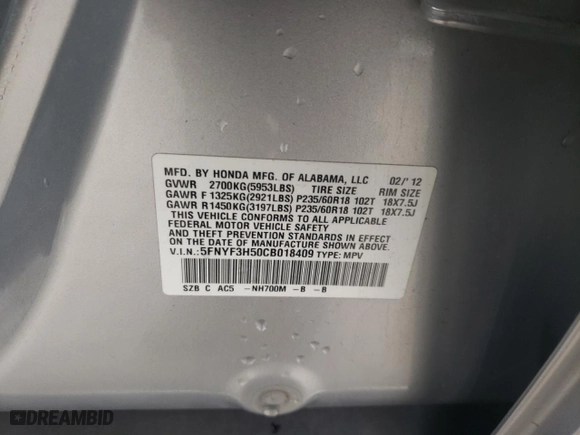 MFD. BY HONDA MFG. OF ALABAMA, LLC 02/' 12
GVWR 2700KG(5953LBS) TIRE SIZE RIM SIZE
GAWR F 1325KG(2921LBS) P235/60R18 102T 18X7.5J
GAWR R1450KG(3197LBS) P235/60R18 102T 18X7.5J
THIS VEHICLE CONFORMS TO ALL APPLICABLE
FEDERAL MOTOR VEHICLE SAFETY
AND THEFT PREVENTION STANDARDS IN EFFECT
ON THE DATE OF MANUFACTURE SHOWN ABOVE.
V.I.N.:5FNYF3H50CB018409 TYPE: MPV
SZB C AC5 -NH700M -B -B
DREAMBID